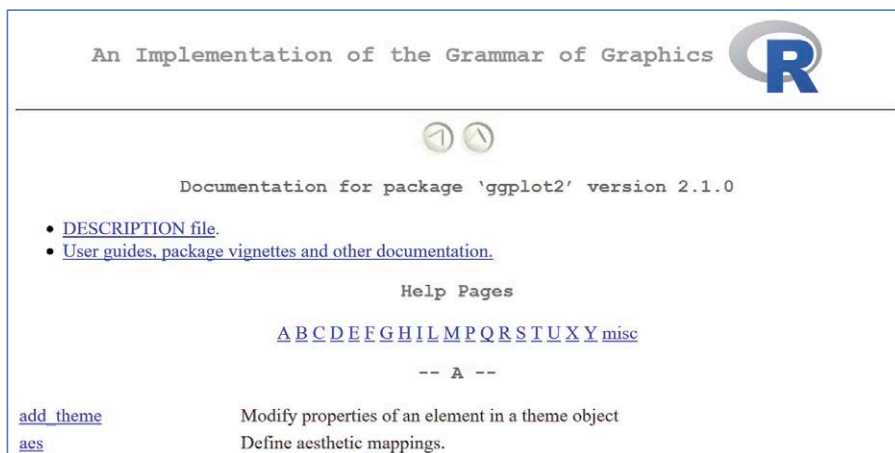 An Implementation of the Grammar of Graphics R
Documentation for package ‘ggplot2’ version 2.1.0
• DESCRIPTION file.
• User guides, package vignettes and other documentation.
Help Pages
A B C D E F G H I L M P Q R S T U X Y misc
-- A --
add_theme Modify properties of an element in a theme object
aes Define aesthetic mappings.